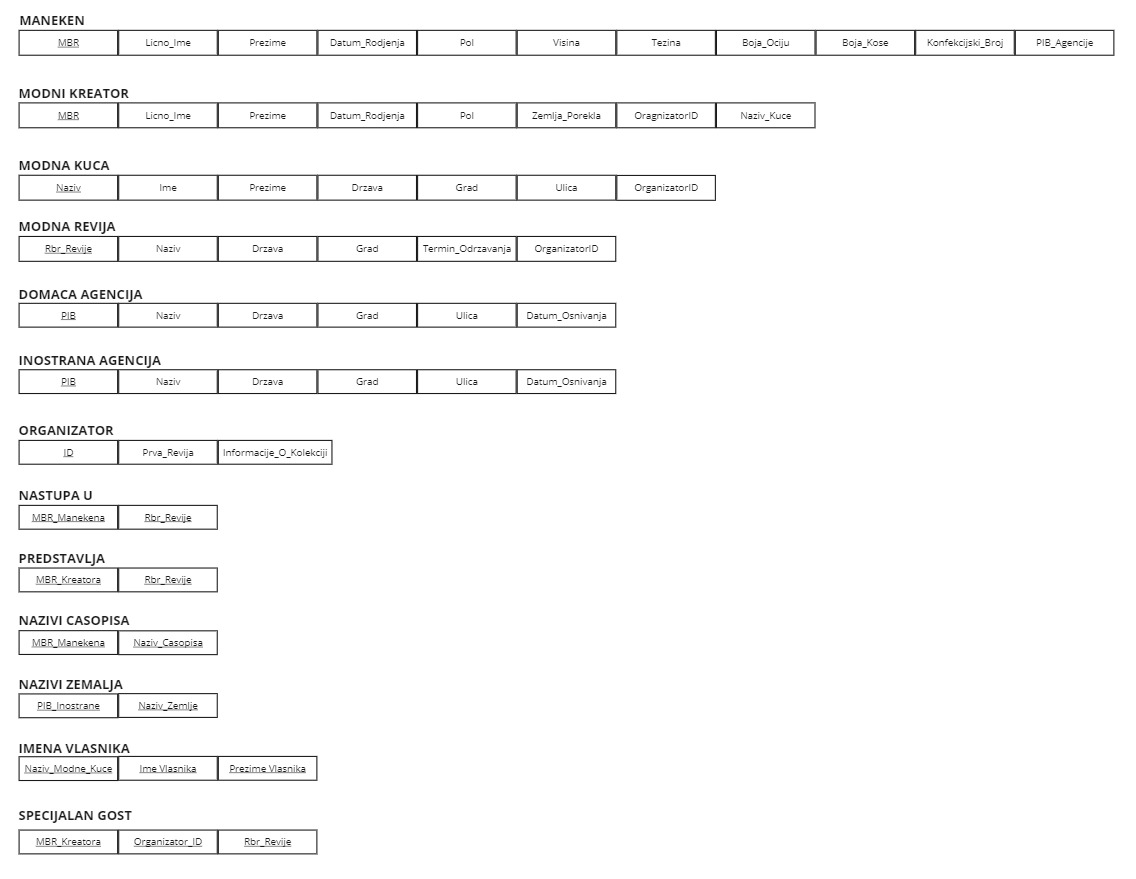 MANEKEN
MBR Licno_Ime Prezime Datum_Rodjenja Pol Visina Tezina Boja_Ociju Boja_Kose Konfekcijski_Broj PIB_Agencije
MODNI KREATOR
MBR Licno_Ime Prezime Datum_Rodjenja Pol Zemlja_Porekla OragnizatorID Naziv_Kuce
MODNA KUCA
Naziv Ime Prezime Drzava Grad Ulica OrganizatorID
MODNA REVIJA
Rbr_Revije Naziv Drzava Grad Termin_Odrzavanja OrganizatorID
DOMACA AGENCIJA
PIB Naziv Drzava Grad Ulica Datum_Osnivanja
INOSTRANA AGENCIJA
PIB Naziv Drzava Grad Ulica Datum_Osnivanja
ORGANIZATOR
ID Prva_Revija Informacije_O_Kolekciji
NASTUPA U
MBR_Manekena Rbr_Revije
PREDSTAVLJA
MBR_Kreatora Rbr_Revije
NAZIVI CASOPISA
MBR_Manekena Naziv_Casopisa
NAZIVI ZEMALJA
PIB_Inostrane Naziv_Zemlje
IMENA VLASNIKA
Naziv_Modne_Kuce Ime Vlasnika Prezime Vlasnika
SPECIJALAN GOST
MBR_Kreatora Organizator_ID Rbr_Revije